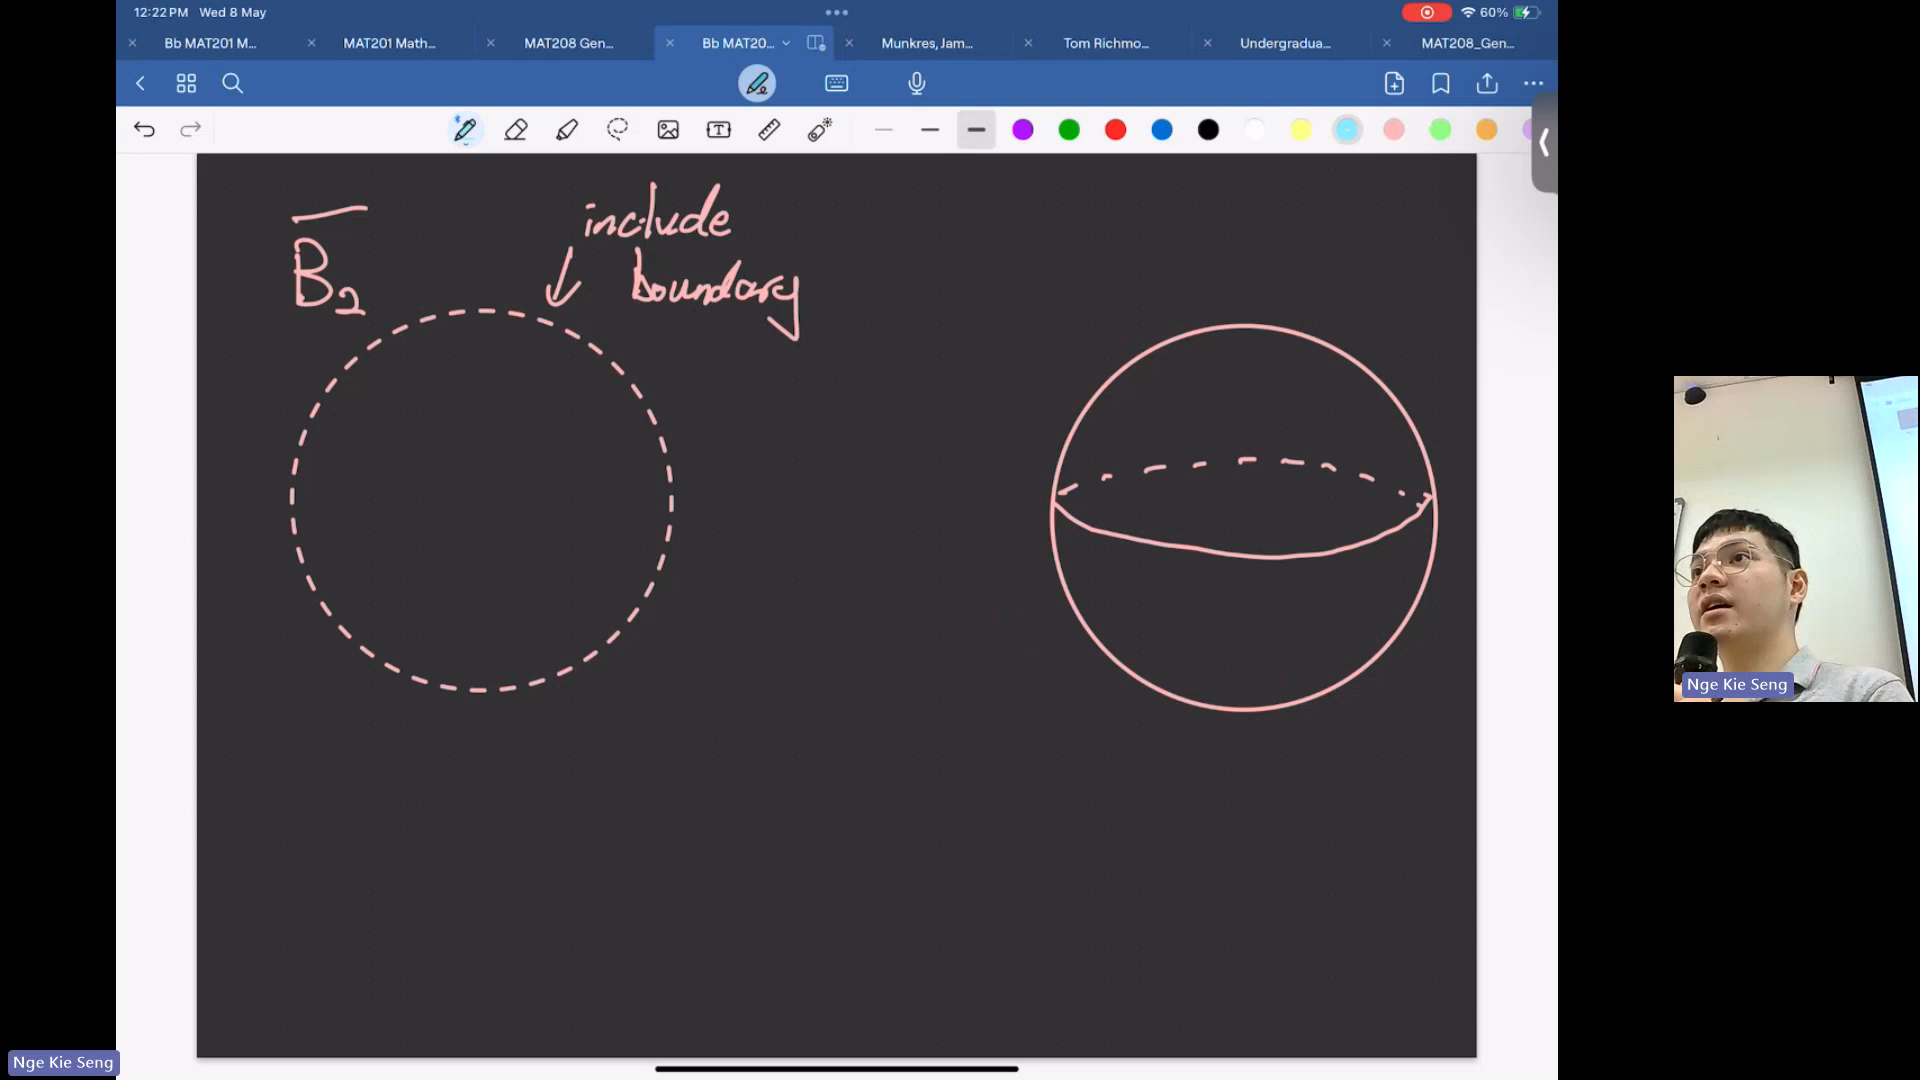 12:22 PM Wed 8 May
60%
Bb MAT201 M...
MAT201 Math...
MAT208 Gen...
Bb MAT20...
Munkres, Jam...
Tom Richmo...
Undergradua...
MAT208_Gen...
include
boundary
B̅₂
Nge Kie Seng
Nge Kie Seng